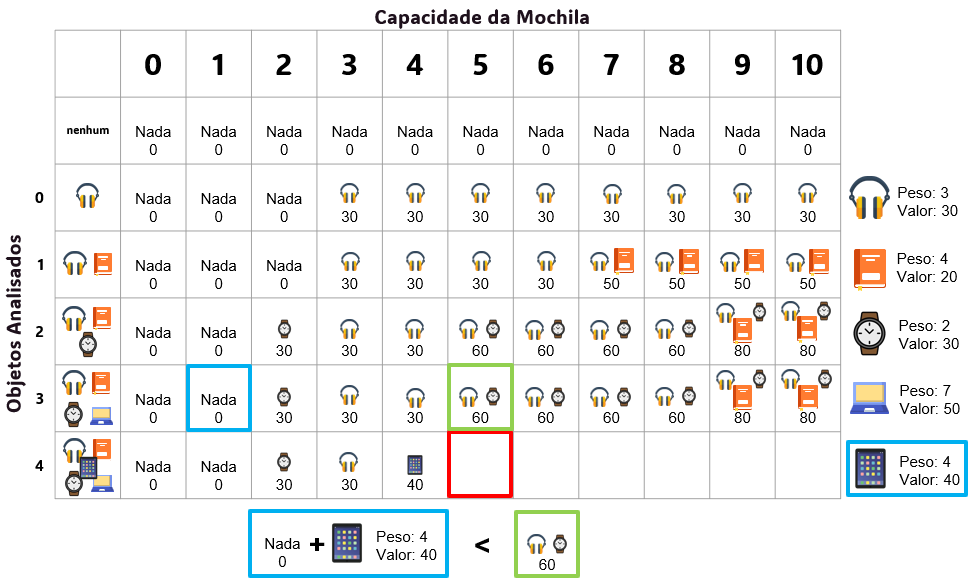 Capacidade da Mochila
0 1 2 3 4 5 6 7 8 9 10
nenhum
Nada Nada Nada Nada Nada Nada Nada Nada Nada Nada Nada
0 0 0 0 0 0 0 0 0 0 0
Objetos Analisados
0
Nada Nada Nada
0 0 0 30 30 30 30 30 30 30 30
Peso: 3
Valor: 30
1
Nada Nada Nada
0 0 0 30 30 30 30 50 50 50 50
Peso: 4
Valor: 20
2
Nada Nada
0 0 30 30 30 60 60 60 60 80 80
Peso: 2
Valor: 30
3
Nada Nada
0 0 30 30 30 60 60 60 60 80 80
Peso: 7
Valor: 50
4
Nada Nada
0 0 30 30 40
Peso: 4
Valor: 40
Nada
0
+
Peso: 4
Valor: 40
<
60